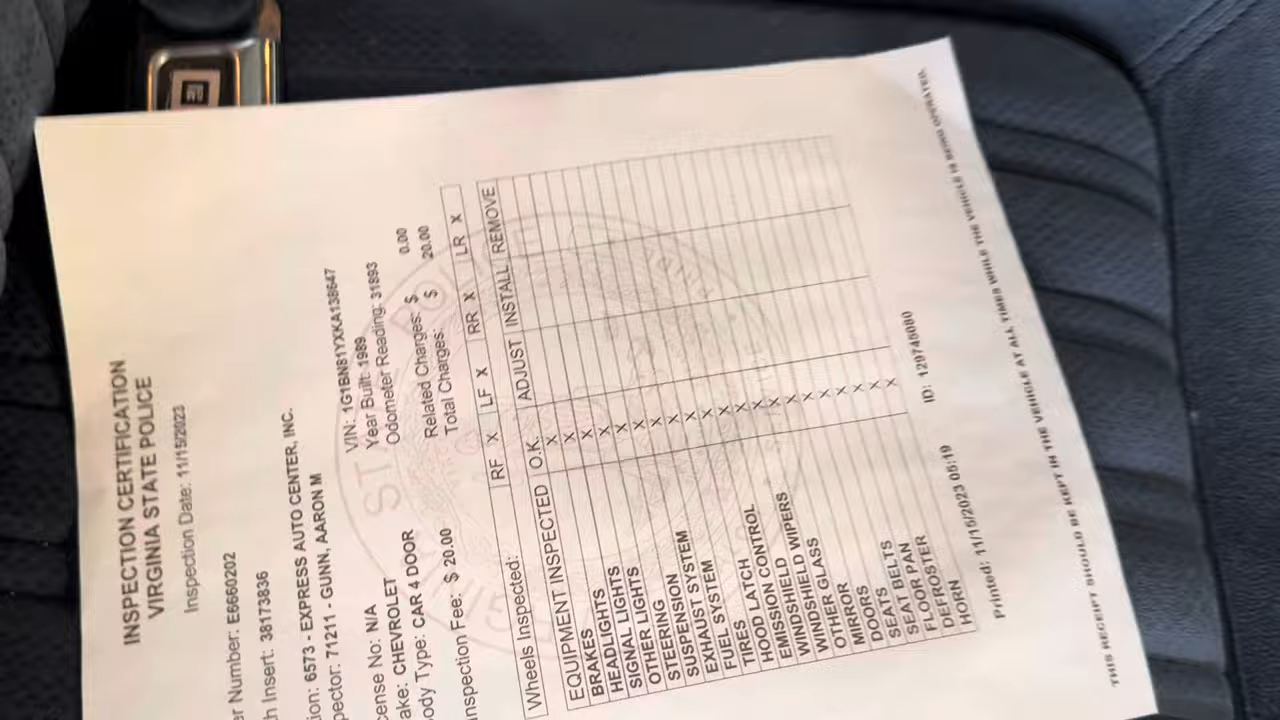 INSPECTION CERTIFICATION
VIRGINIA STATE POLICE
Inspection Date: 11/15/2023
er Number: E6660202
h Insert: 38173836
tion: 6573 - EXPRESS AUTO CENTER, INC.
pector: 71211 - GUNN, AARON M
VIN: 1G1BN81YXKA138647
cense No: N/A Year Built: 1989
ake: CHEVROLET Odometer Reading: 31893
ody Type: CAR 4 DOOR Related Charges: $ 0.00
nspection Fee: $ 20.00 Total Charges: $ 20.00
Wheels Inspected: RF X LF X RR X LR X
EQUIPMENT INSPECTED O.K. ADJUST INSTALL REMOVE
BRAKES X
HEADLIGHTS X
SIGNAL LIGHTS X
OTHER LIGHTS X
STEERING X
SUSPENSION X
EXHAUST SYSTEM X
FUEL SYSTEM X
TIRES X
HOOD LATCH X
EMISSION CONTROL X
WINDSHIELD X
WINDSHIELD WIPERS X
OTHER GLASS X
MIRROR X
DOORS X
SEATS X
SEAT BELTS X
FLOOR PAN X
DEFROSTER X
HORN X
Printed: 11/15/2023 05:19 ID: 129745080
THIS RECEIPT SHOULD BE KEPT IN THE VEHICLE AT ALL TIMES WHILE THE VEHICLE IS BEING OPERATED.